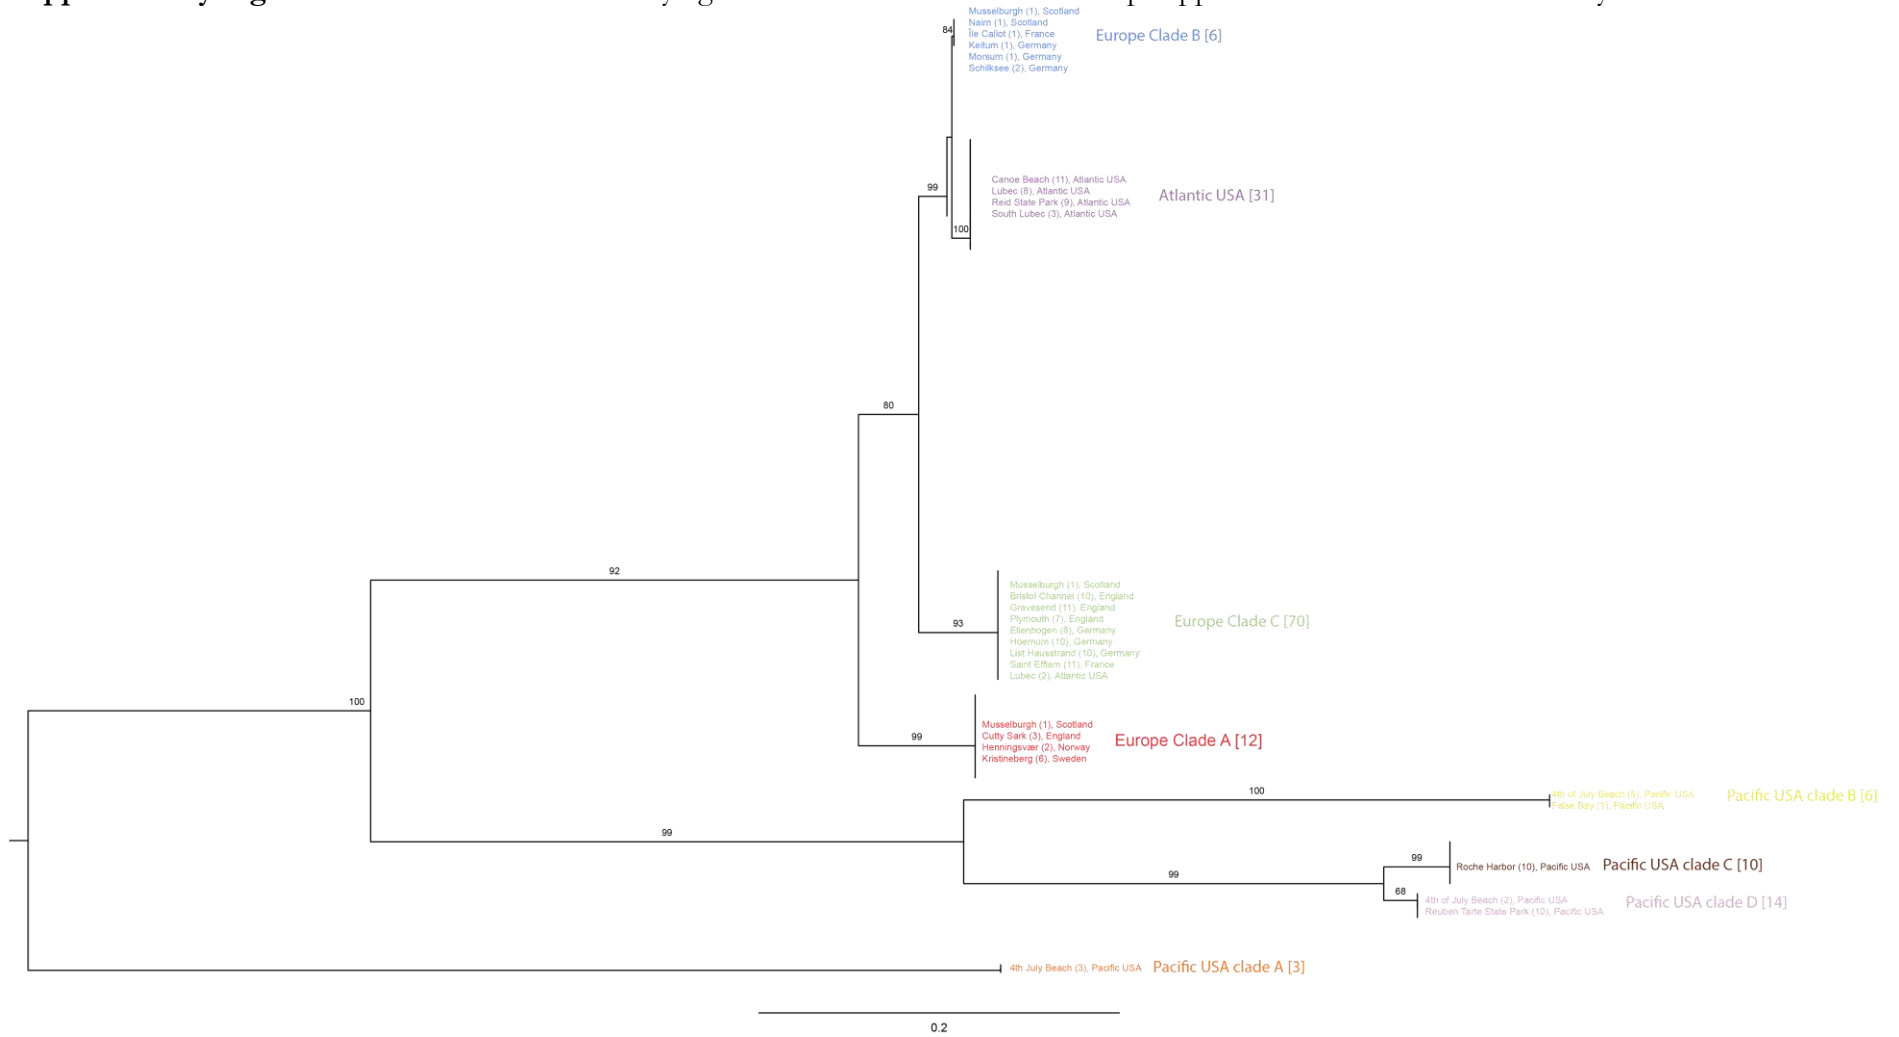 Musselburgh (1), Scotland
Nairn (1), Scotland
Île Callot (1), France
Keitum (1), Germany
Morsum (1), Germany
Schilksee (2), Germany
84
Europe Clade B [6]
Canoe Beach (11), Atlantic USA
Lubec (8), Atlantic USA
Reid State Park (9), Atlantic USA
South Lubec (3), Atlantic USA
Atlantic USA [31]
99
100
80
92
Musselburgh (1), Scotland
Bristol Channel (10), England
Gravesend (11). England
Plymouth (7), England
Ellenbogen (8), Germany
Hoernum (10). Germany
List Hausstrand (10), Germany
Saint Efflam (11). France
Lubec (2). Atlantic USA
Europe Clade C [70]
93
100
Musselburgh (1), Scotland
Cutty Sark (3), England
Henningsvær (2), Norway
Kristineberg (6), Sweden
Europe Clade A [12]
99
100
4th of July Beach (5), Pacific USA
False Bay (1), Pacific USA
Pacific USA clade B [6]
99
99
99
Roche Harbor (10), Pacific USA
Pacific USA clade C [10]
68
4th of July Beach (2), Pacific USA
Reuben Tarte State Park (10), Pacific USA
Pacific USA clade D [14]
4th July Beach (3), Pacific USA
Pacific USA clade A [3]
0.2